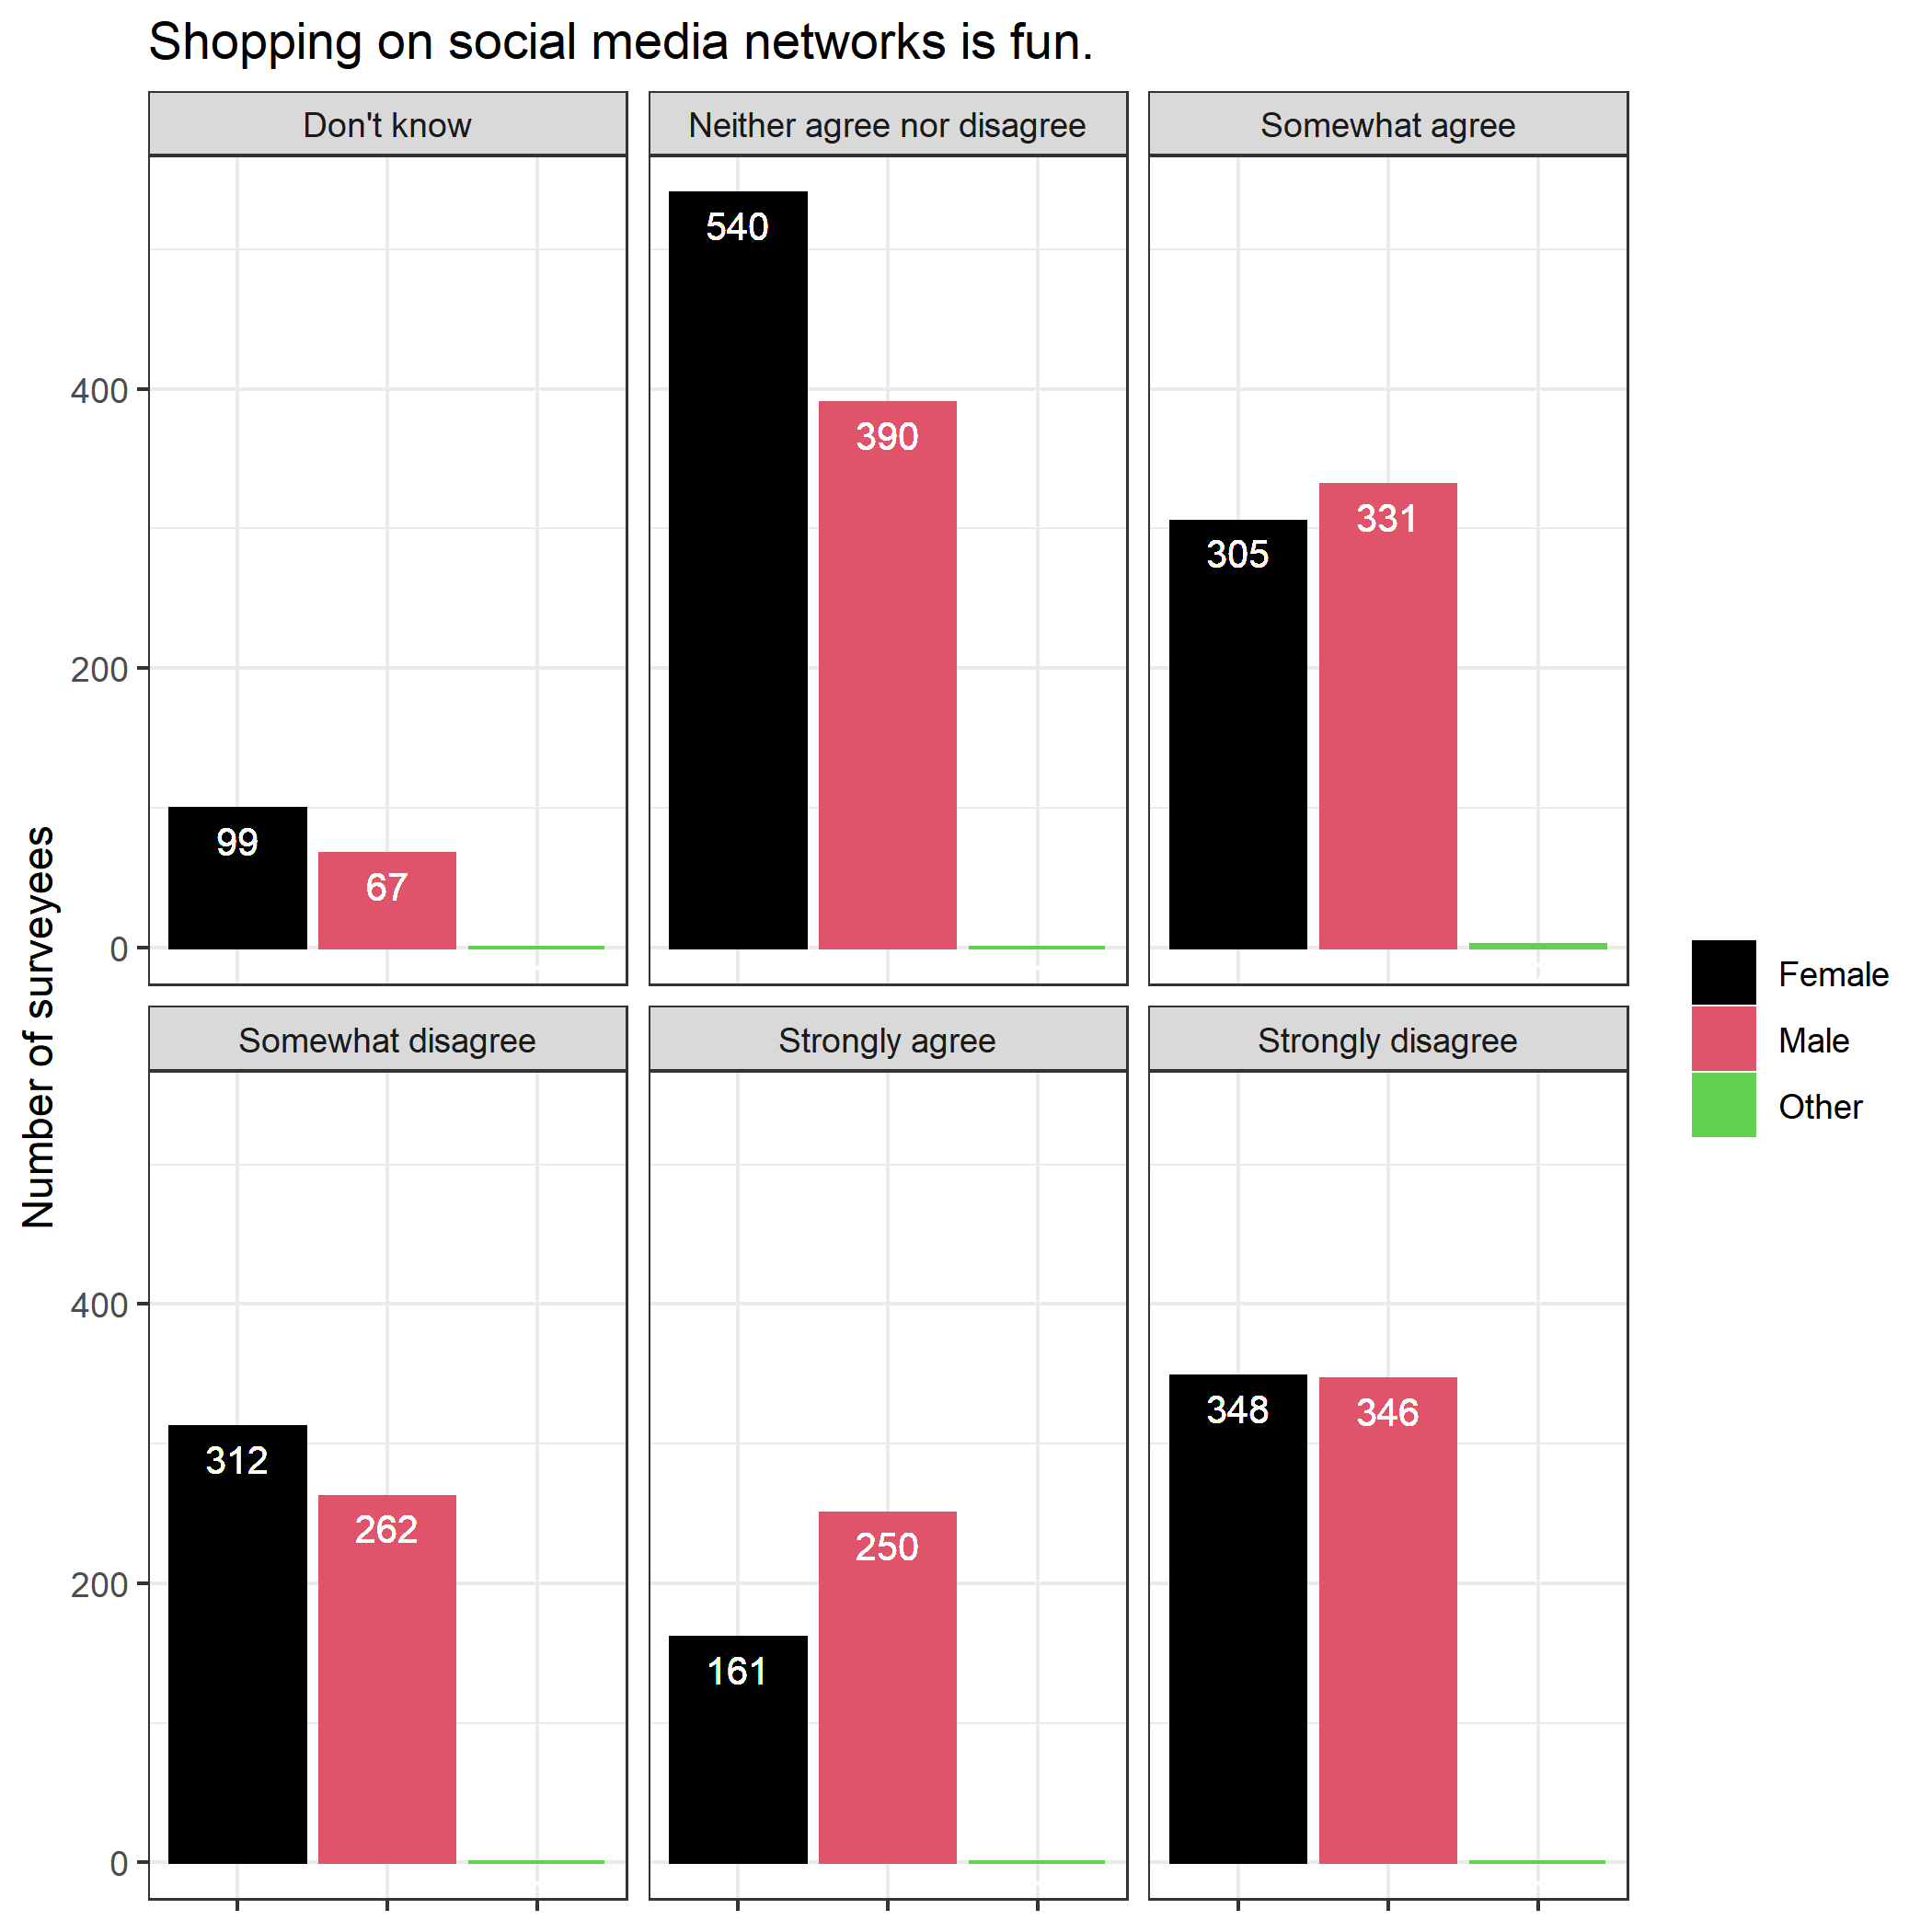 Shopping on social media networks is fun.
Don't know
Neither agree nor disagree
Somewhat agree
540
390
305
331
99
67
400
200
0
Somewhat disagree
Strongly agree
Strongly disagree
312
262
161
250
348
346
400
200
0
Number of surveyees
Female
Male
Other